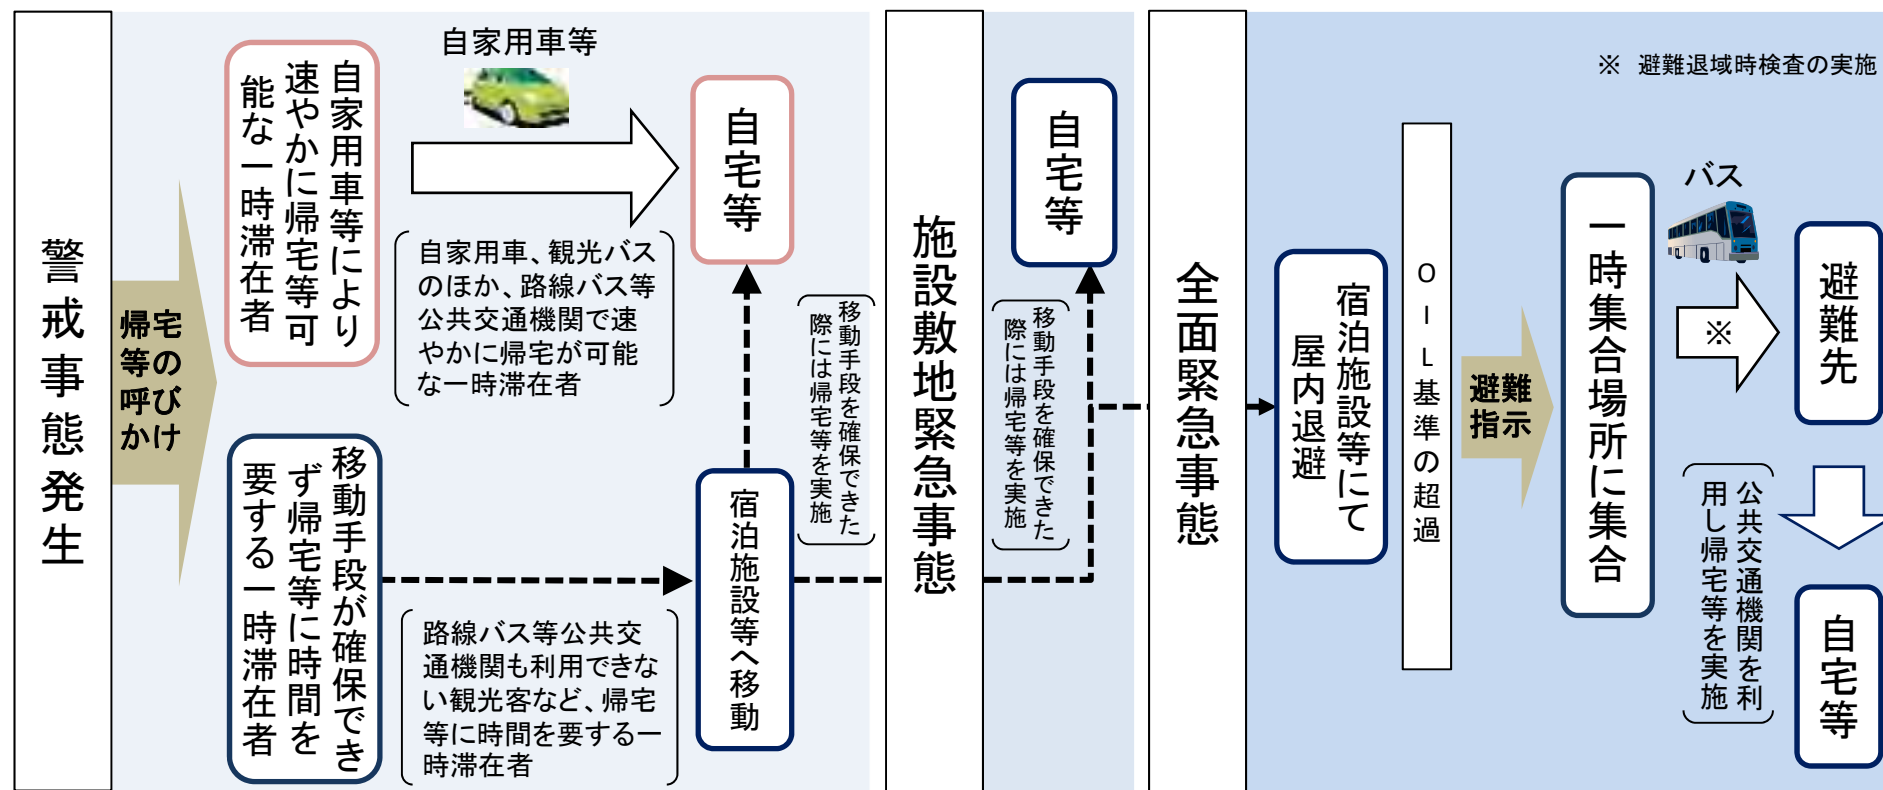 警戒事態発生
帰宅
等の
呼び
かけ
自家用車等により
速やかに帰宅等可
能な一時滞在者
自家用車等
自家用車、観光バス
のほか、路線バス等
公共交通機関で速
やかに帰宅が可能
な一時滞在者
自宅等
移動手段が確保でき
ず帰宅等に時間を
要する一時滞在者
路線バス等公共交
通機関も利用できな
い観光客など、帰宅
等に時間を要する一
時滞在者
宿泊施設等へ移動
移動手段を確保できた
際には帰宅等を実施
施設敷地緊急事態
自宅等
移動手段を確保できた
際には帰宅等を実施
全面緊急事態
宿泊施設等にて
屋内退避
OIL基準の超過
避難
指示
一時集合場所に集合
※　避難退域時検査の実施
バス
※
避難先
公共交通機関を利
用し帰宅等を実施
自宅等